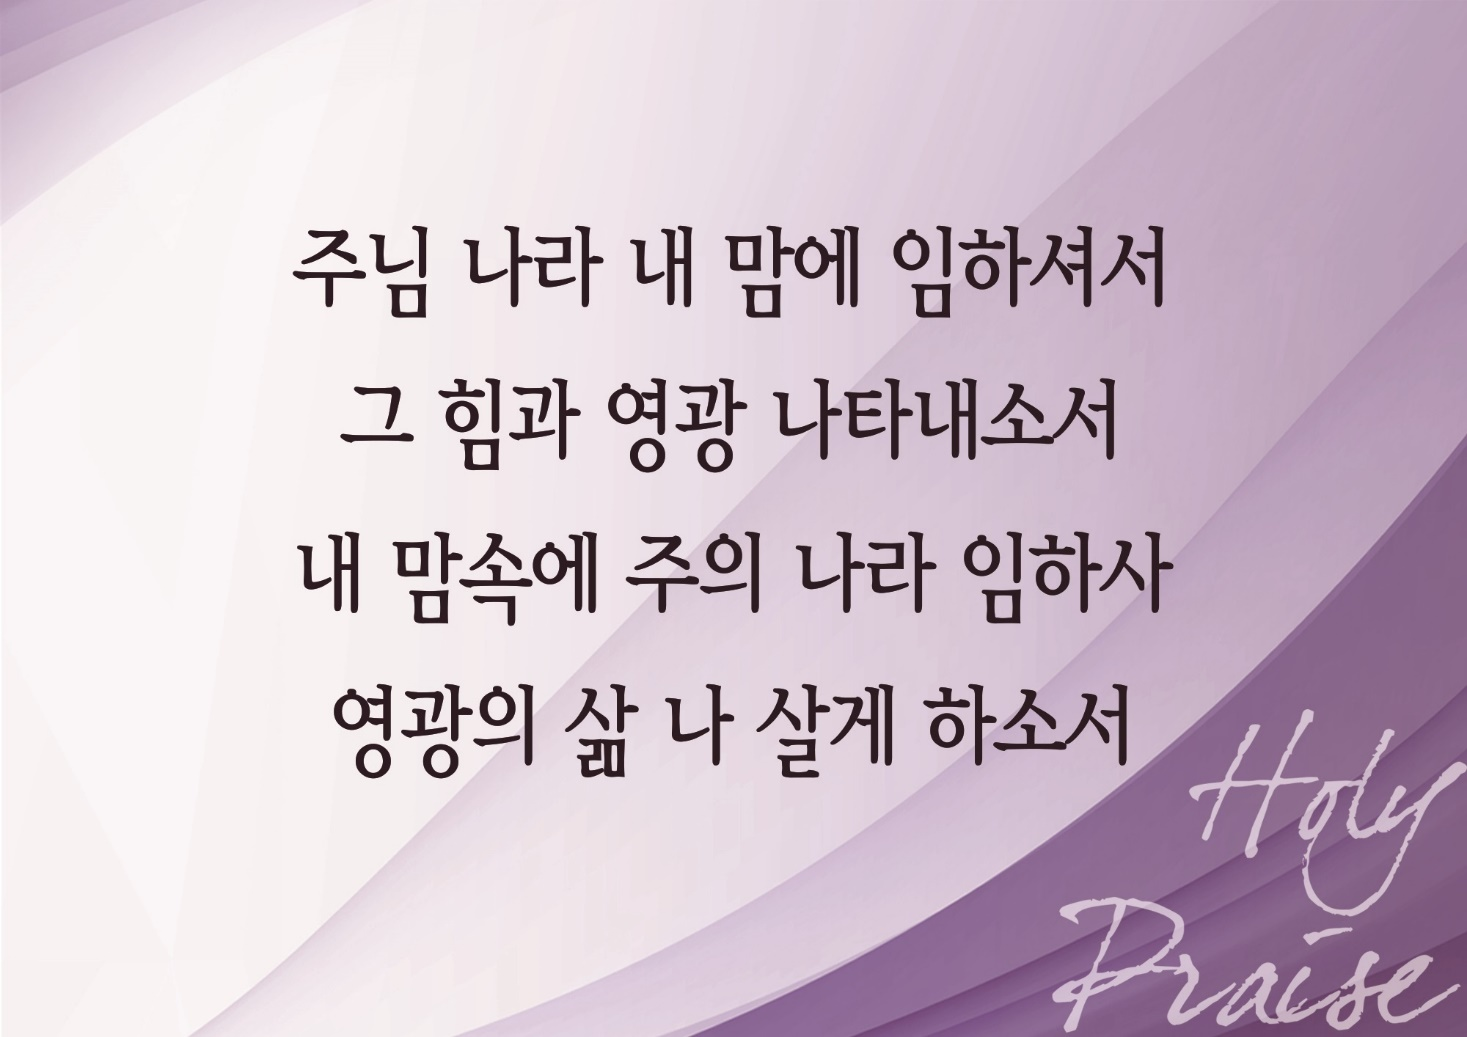 주님 나라 내 맘에 임하셔서
그 힘과 영광 나타내소서
내 맘속에 주의 나라 임하사
영광의 삶 나 살게 하소서
Holy
Praise